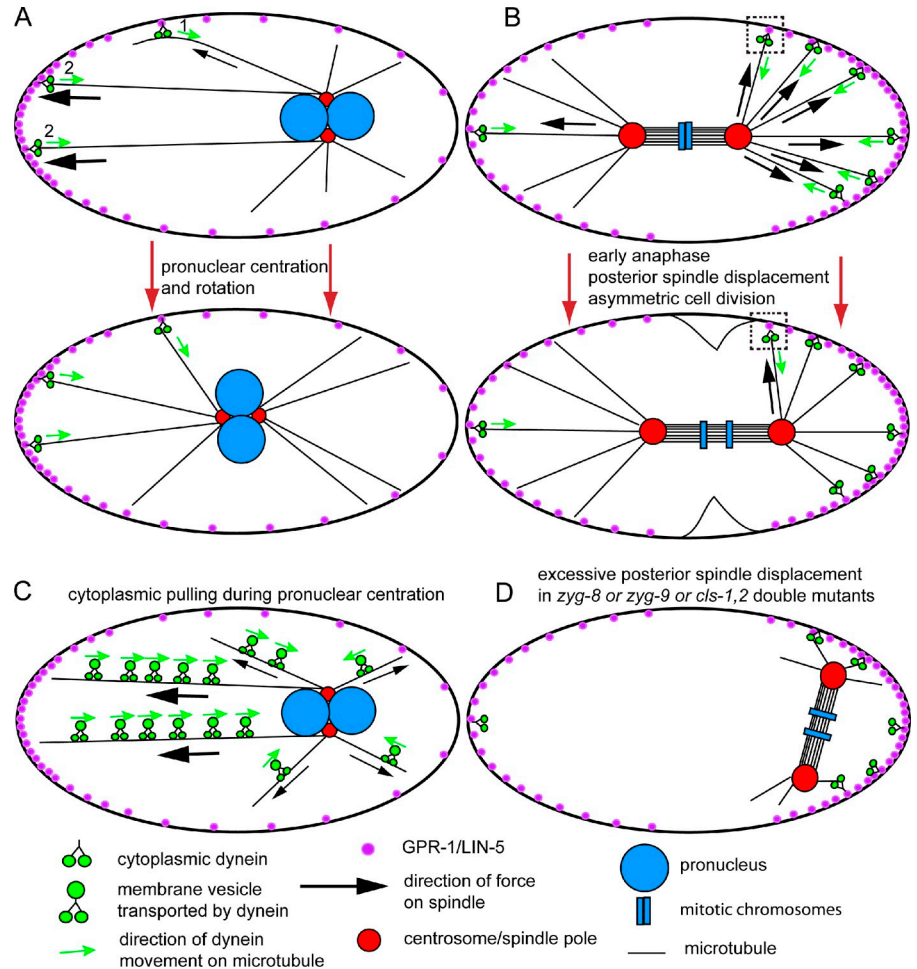 A
1
2
2
pronuclear centration
and rotation
B
early anaphase
posterior spindle displacement
asymmetric cell division
C
cytoplasmic pulling during pronuclear centration
D
excessive posterior spindle displacement
in zyg-8 or zyg-9 or cls-1,2 double mutants
cytoplasmic dynein
membrane vesicle
transported by dynein
direction of dynein
movement on microtubule
GPR-1/LIN-5
direction of force
on spindle
centrosome/spindle pole
pronucleus
mitotic chromosomes
microtubule